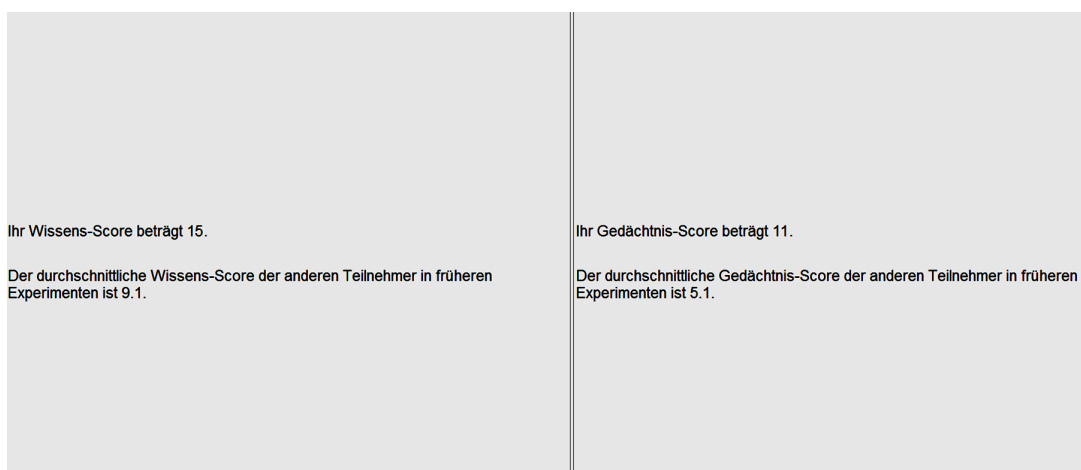 Ihr Wissens-Score beträgt 15.
Der durchschnittliche Wissens-Score der anderen Teilnehmer in früheren
Experimenten ist 9.1.
Ihr Gedächtnis-Score beträgt 11.
Der durchschnittliche Gedächtnis-Score der anderen Teilnehmer in früheren
Experimenten ist 5.1.